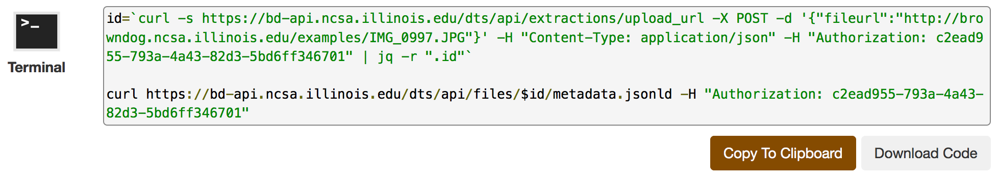 >_
Terminal
id=`curl -s https://bd-api.ncsa.illinois.edu/dts/api/extractions/upload_url -X POST -d '{"fileurl":"http://bro
wndog.ncsa.illinois.edu/examples/IMG_0997.JPG"}' -H "Content-Type: application/json" -H "Authorization: c2ead9
55-793a-4a43-82d3-5bd6ff346701" | jq -r ".id"`
curl https://bd-api.ncsa.illinois.edu/dts/api/files/$id/metadata.jsonld -H "Authorization: c2ead955-793a-4a43-
82d3-5bd6ff346701"
Copy To Clipboard
Download Code